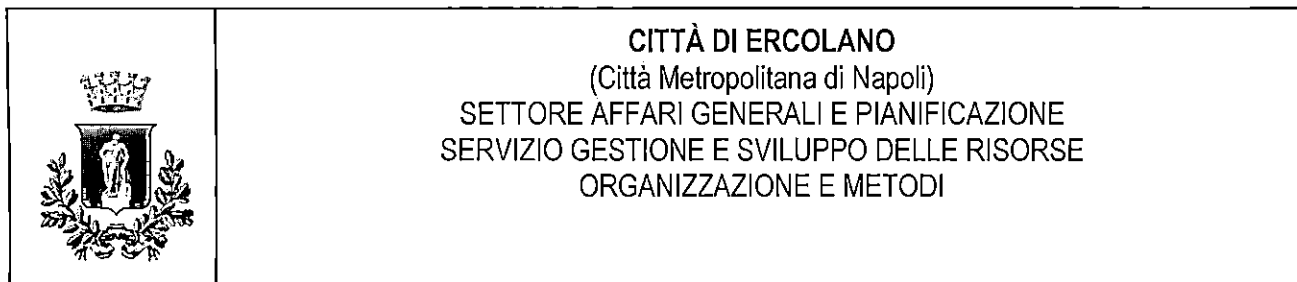 CITTÀ DI ERCOLANO
(Città Metropolitana di Napoli)
SETTORE AFFARI GENERALI E PIANIFICAZIONE
SERVIZIO GESTIONE E SVILUPPO DELLE RISORSE
ORGANIZZAZIONE E METODI